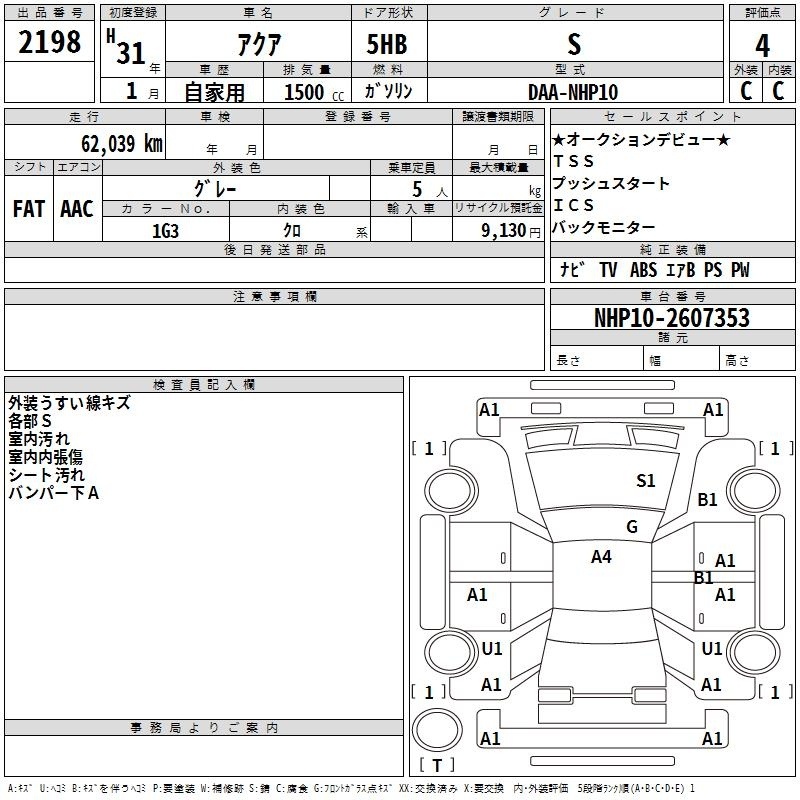 出品番号
2198
初度登録
H31年
1月
車名
アクア
ドア形状
5HB
グレード
S
評価点
4
車歴
自家用
排気量
1500 CC
燃料
ｶﾞｿﾘﾝ
型式
DAA-NHP10
外装 内装
C C
走行
62,039 km
車検
年 月
登録番号
譲渡書類期限
月 日
シフト
FAT
エアコン
AAC
外装色
グレー
乗車定員
5人
最大積載量
kg
カラーNo.
1G3
内装色
クロ 系
輸入車
リサイクル預託金
9,130円
後日発送部品
セールスポイント
★オークションデビュー★
TSS
プッシュスタート
ICS
バックモニター
純正装備
ﾅﾋﾞ TV ABS ｴｱB PS PW
注意事項欄
車台番号
NHP10-2607353
諸元
長さ 幅 高さ
検査員記入欄
外装うすい線キズ
各部S
室内汚れ
室内内張傷
シート汚れ
バンパー下A
事務局よりご案内
A1 A1
[ 1 ] [ 1 ]
S1
B1
G
A4
A1
B1
A1 A1
U1 U1
A1 A1
[ 1 ] [ 1 ]
A1 A1
[ T ]
A:ｷｽﾞ U:ﾍｺﾐ B:ｷｽﾞを伴うﾍｺﾐ P:要塗装 W:補修跡 S:錆 C:腐食 G:ﾌﾛﾝﾄｶﾞﾗｽ点ｷｽﾞ XX:交換済み X:要交換 内・外装評価 5段階ﾗﾝｸ順(A･B･C･D･E) 1